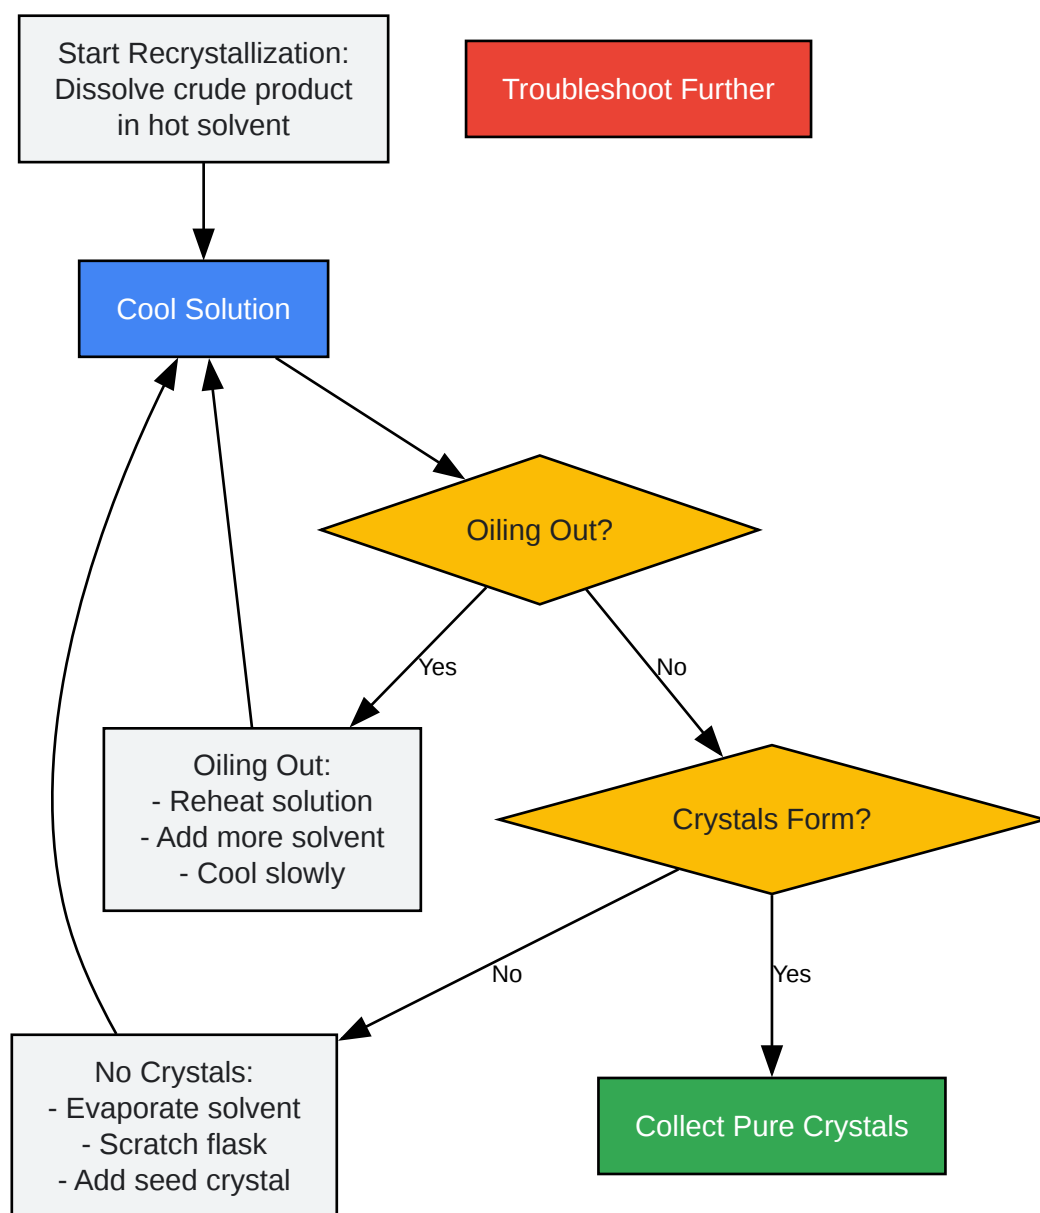 Start Recrystallization:
Dissolve crude product
in hot solvent
Troubleshoot Further
Cool Solution
Oiling Out?
Yes
No
Oiling Out:
- Reheat solution
- Add more solvent
- Cool slowly
Crystals Form?
No
Yes
No Crystals:
- Evaporate solvent
- Scratch flask
- Add seed crystal
Collect Pure Crystals